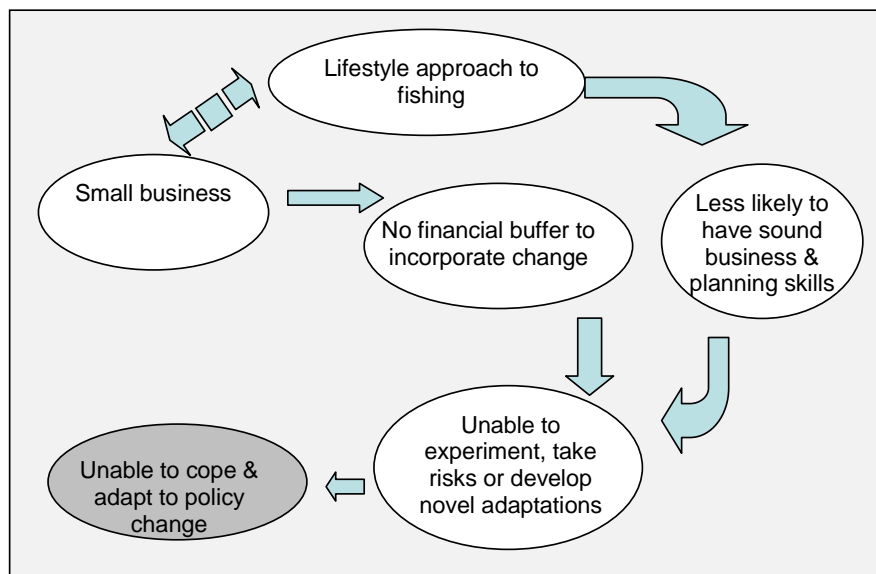 Lifestyle approach to
fishing
Small business
No financial buffer to
incorporate change
Less likely to
have sound
business &
planning skills
Unable to
experiment, take
risks or develop
novel adaptations
Unable to cope &
adapt to policy
change